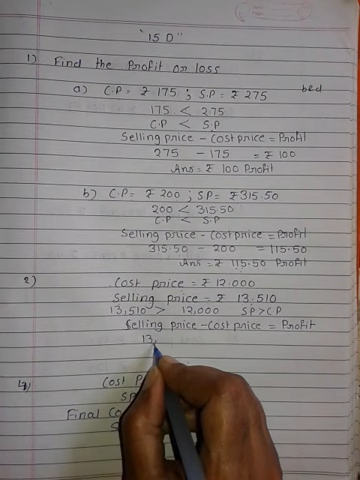 "15 D"
1) Find the Profit or loss
a) C.P = ₹ 175 ; S.P = ₹ 275
175 < 275
C.P < S.P
Selling price - Cost price = Profit
275 - 175 = ₹ 100
Ans = ₹ 100 Profit
b) C.P = ₹ 200 ; S.P = ₹ 315.50
200 < 315.50
C.P < S.P
Selling price - Cost price = Profit
315.50 - 200 = 115.50
Ans = ₹ 115.50 Profit
2) Cost price = ₹ 12.000
Selling price = ₹ 13,510
13,510 > 12,000 SP > C.P
Selling price - Cost price = Profit
13,
4) Cost P
SP
Final Co
S